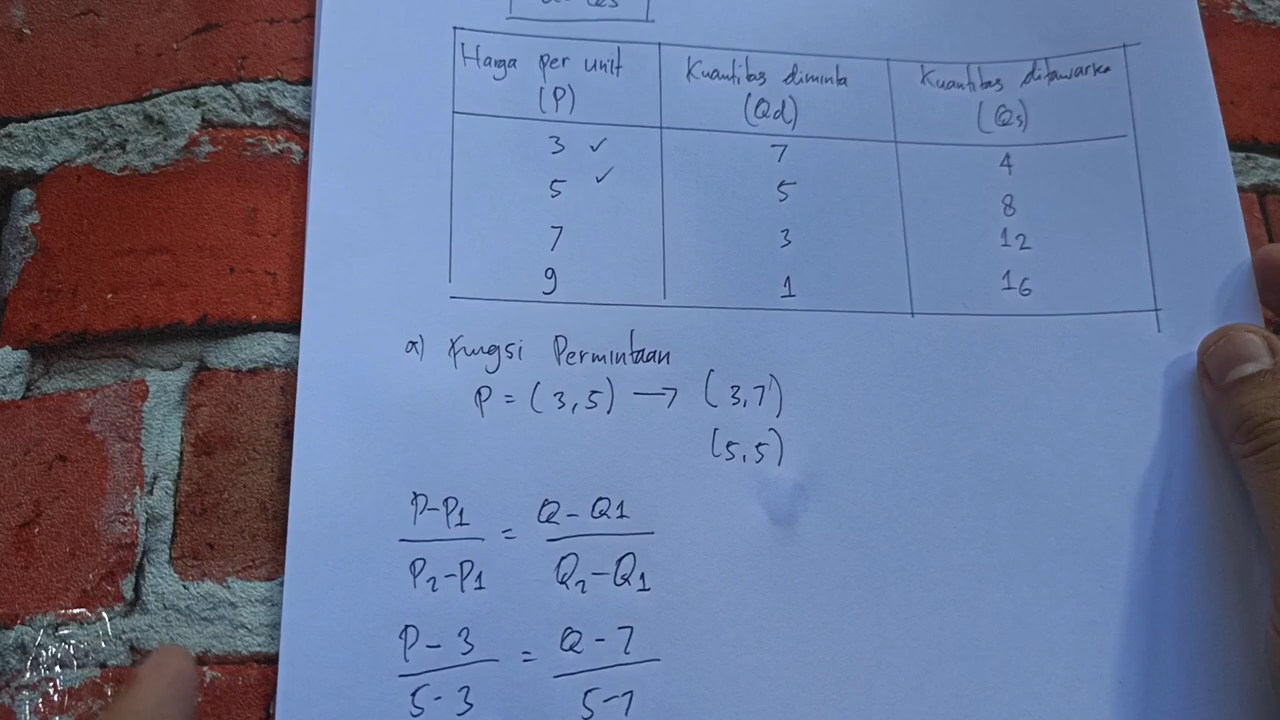 Harga per unit (P) Kuantitas diminta (Qd) Kuantitas ditawarka (Qs)
3 ✓ 7 4
5 ✓ 5 8
7 3 12
9 1 16
a) Fungsi Permintaan
P = (3,5) → (3,7)
(5,5)
P-P1 / P2-P1 = Q-Q1 / Q2-Q1
P-3 / 5-3 = Q-7 / 5-7